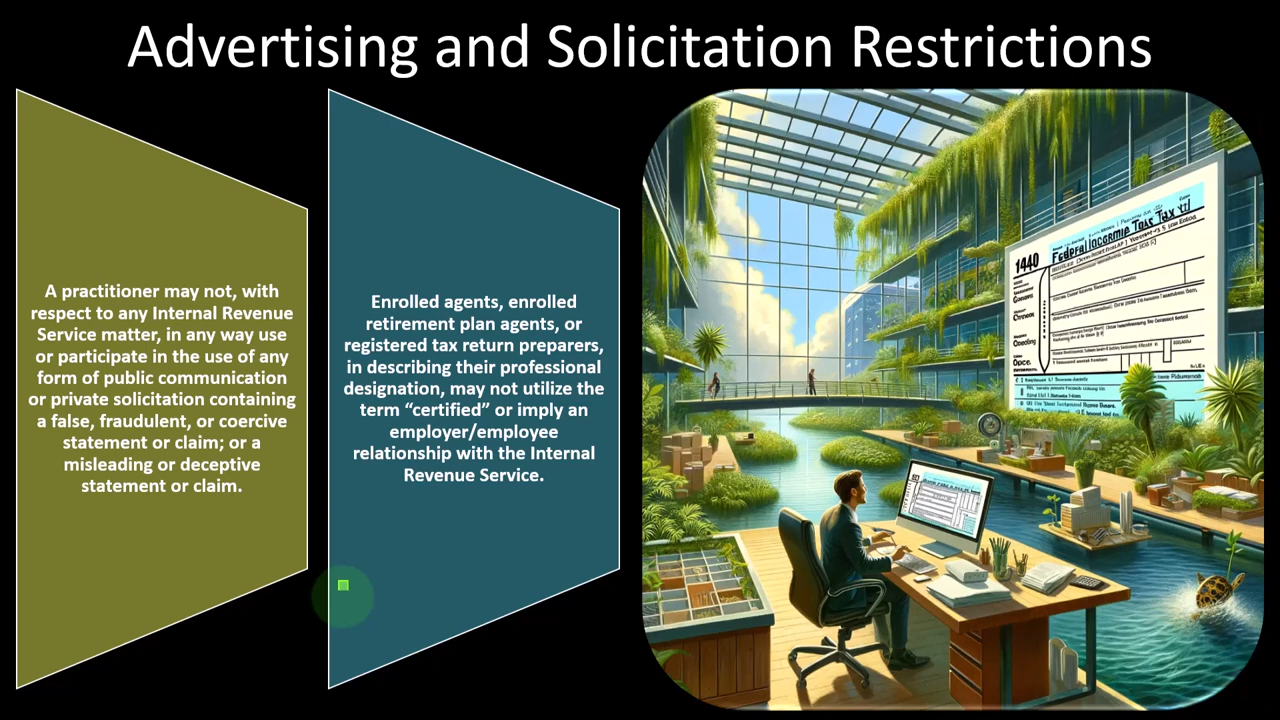 Advertising and Solicitation Restrictions
A practitioner may not, with
respect to any Internal Revenue
Service matter, in any way use
or participate in the use of any
form of public communication
or private solicitation containing
a false, fraudulent, or coercive
statement or claim; or a
misleading or deceptive
statement or claim.
Enrolled agents, enrolled
retirement plan agents, or
registered tax return preparers,
in describing their professional
designation, may not utilize the
term “certified” or imply an
employer/employee
relationship with the Internal
Revenue Service.
1440